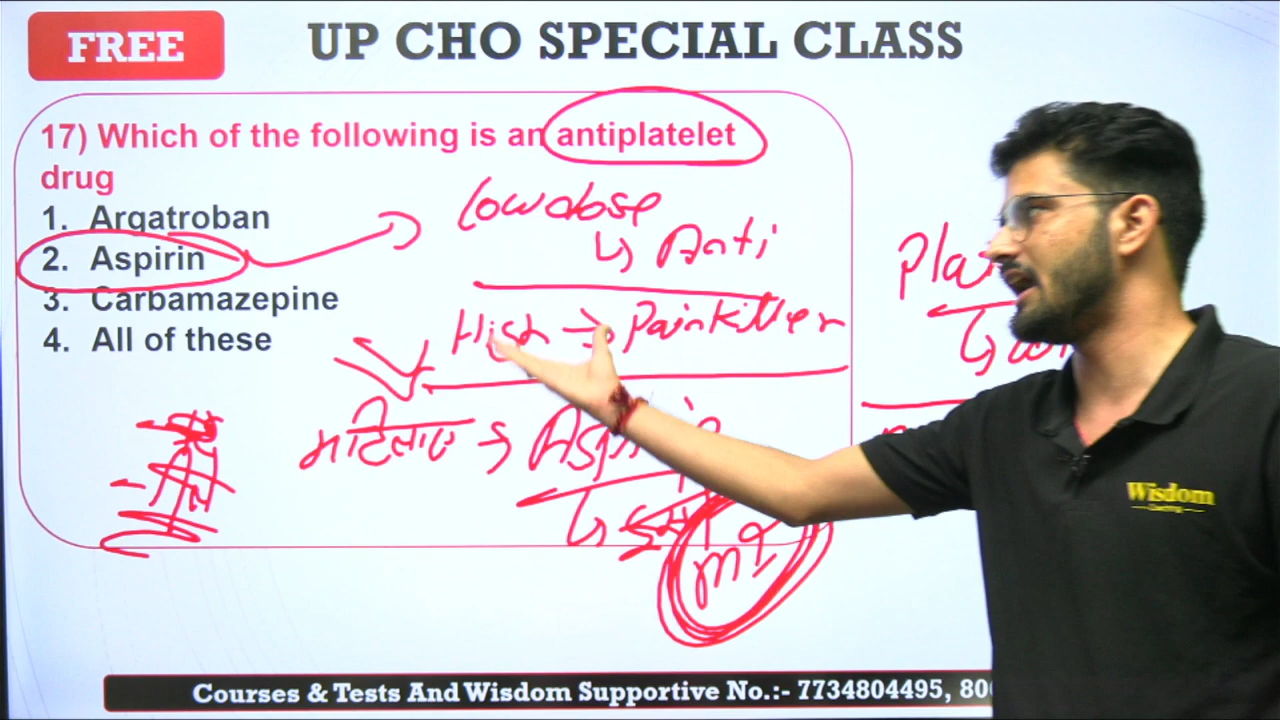 FREE
UP CHO SPECIAL CLASS
17) Which of the following is an antiplatelet
drug
1. Argatroban
2. Aspirin
3. Carbamazepine
4. All of these
Low dose
↳ Anti
High → Painkiller
महिलाए → Aspirin
MI
Wisdom
Courses & Tests And Wisdom Supportive No.:- 7734804495, 80